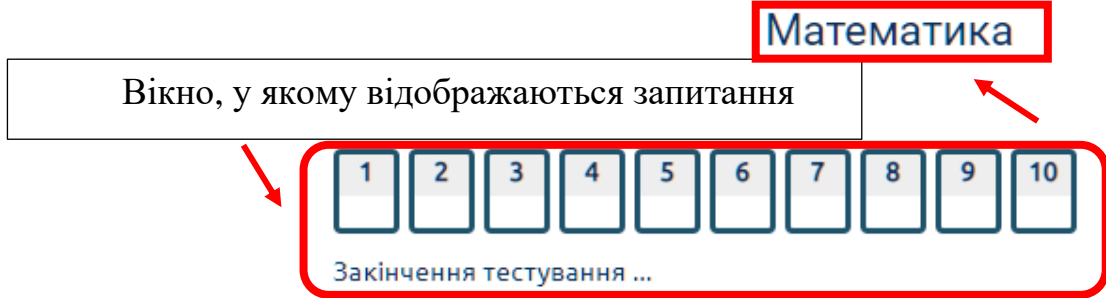 Математика
Вікно, у якому відображаються запитання
1 2 3 4 5 6 7 8 9 10
Закінчення тестування ...